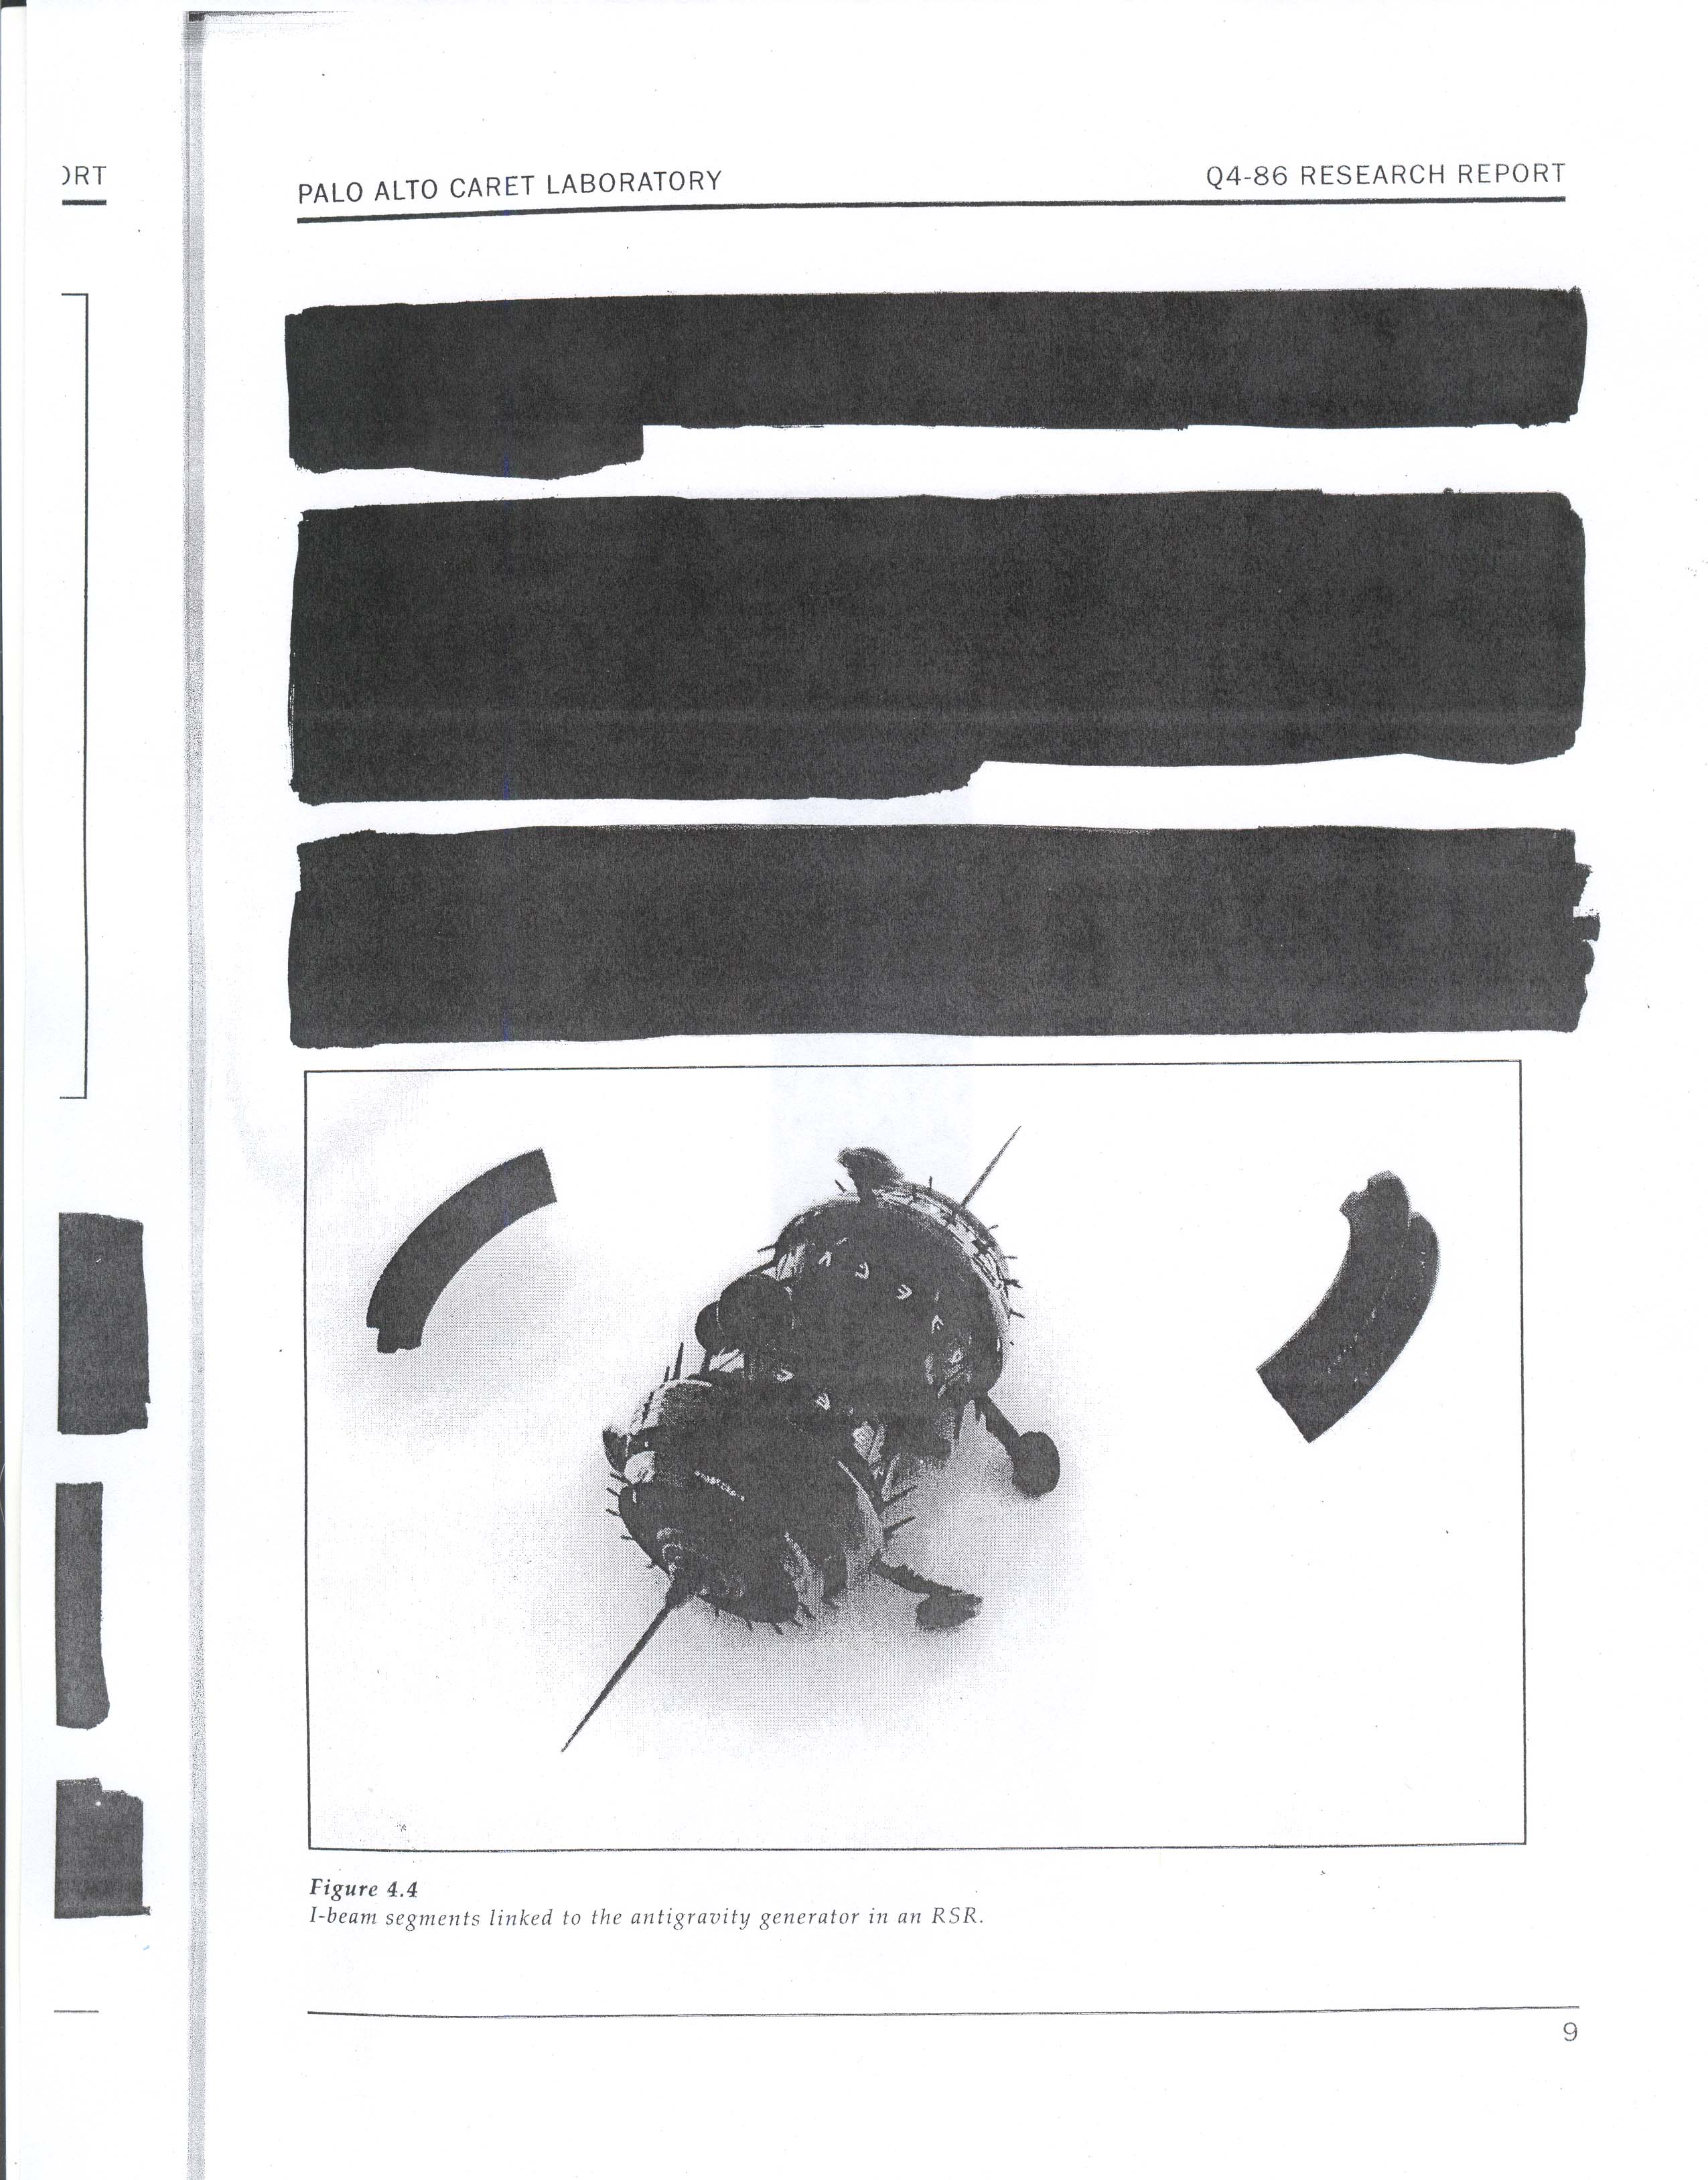 ORT
PALO ALTO CARET LABORATORY
Q4-86 RESEARCH REPORT
Figure 4.4
I-beam segments linked to the antigravity generator in an RSR.
9